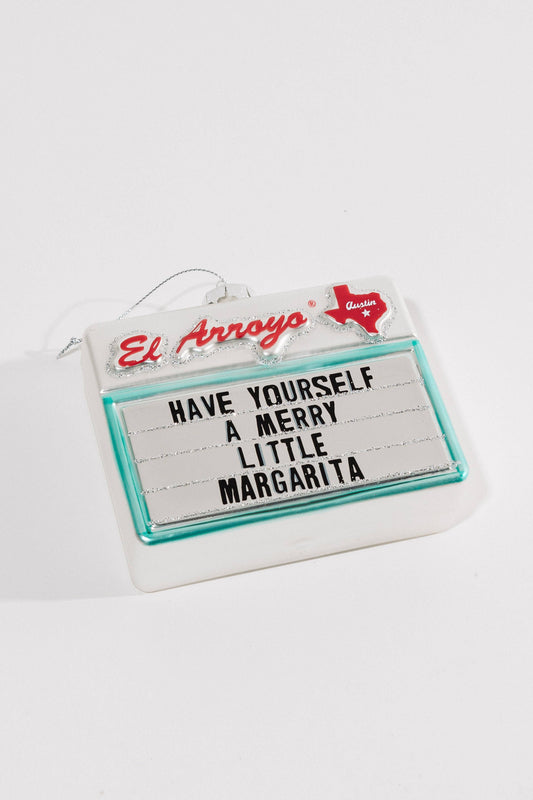 El Arroyo®
Austin
HAVE YOURSELF
A MERRY
LITTLE
MARGARITA